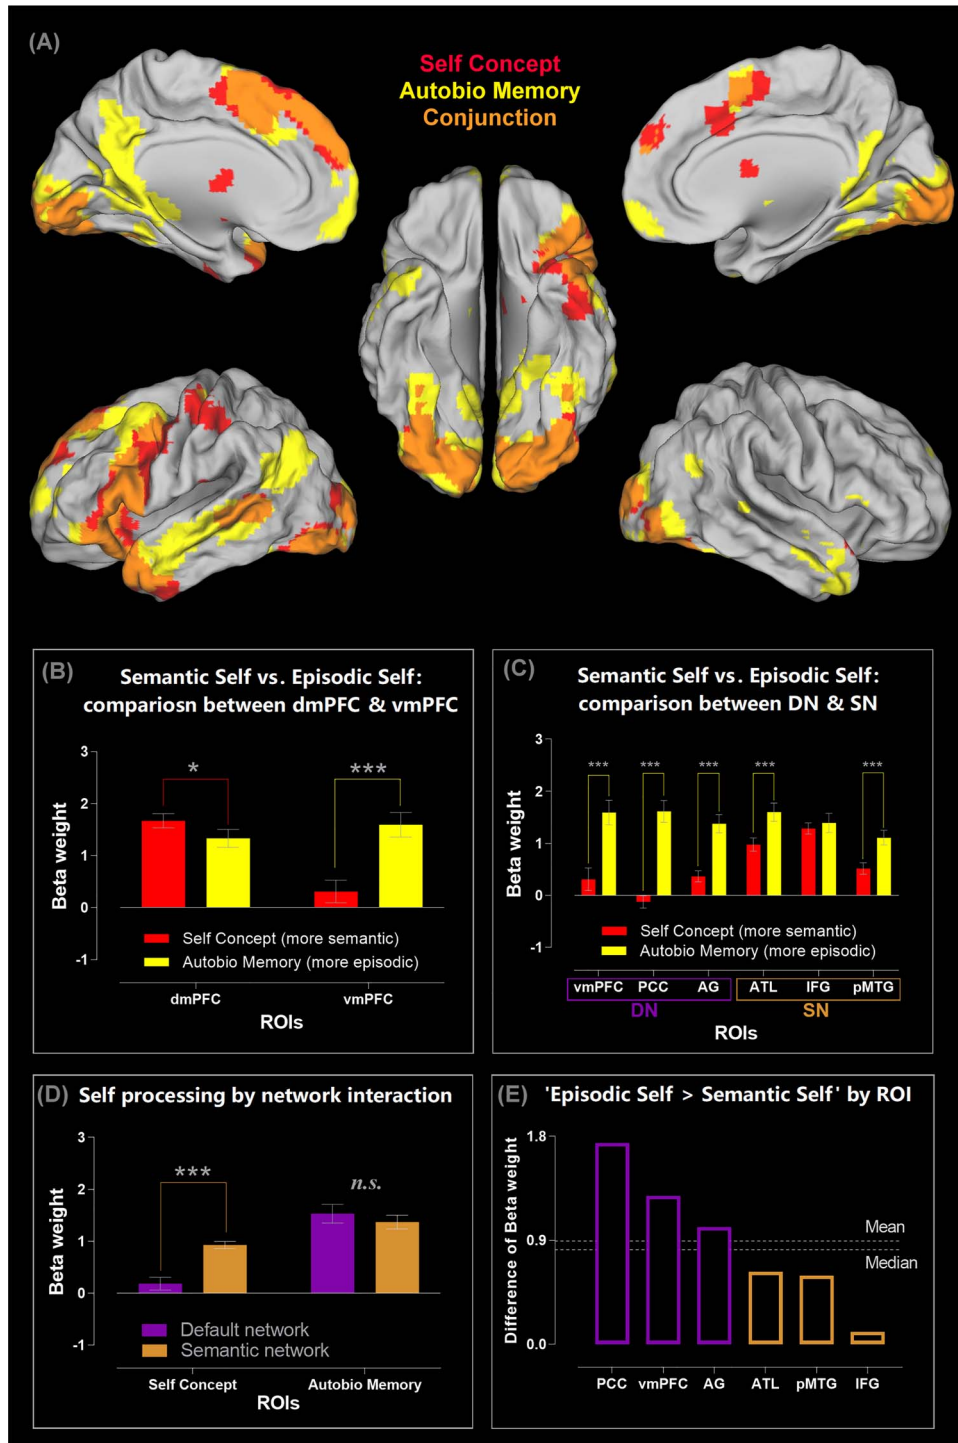 (A)
Self Concept
Autobio Memory
Conjunction
(B)
Semantic Self vs. Episodic Self:
compariosn between dmPFC & vmPFC
3
2
1
0
-1
Beta weight
*
***
Self Concept (more semantic)
Autobio Memory (more episodic)
dmPFC
vmPFC
ROIs
(C)
Semantic Self vs. Episodic Self:
comparison between DN & SN
3
2
1
0
-1
Beta weight
***
***
***
***
***
Self Concept (more semantic)
Autobio Memory (more episodic)
vmPFC PCC AG ATL IFG pMTG
DN SN
ROIs
(D)
Self processing by network interaction
3
2
1
0
-1
Beta weight
***
n.s.
Default network
Semantic network
Self Concept
Autobio Memory
ROIs
(E)
'Episodic Self > Semantic Self' by ROI
1.8
0.9
0.0
Difference of Beta weight
Mean
Median
PCC vmPFC AG ATL pMTG IFG